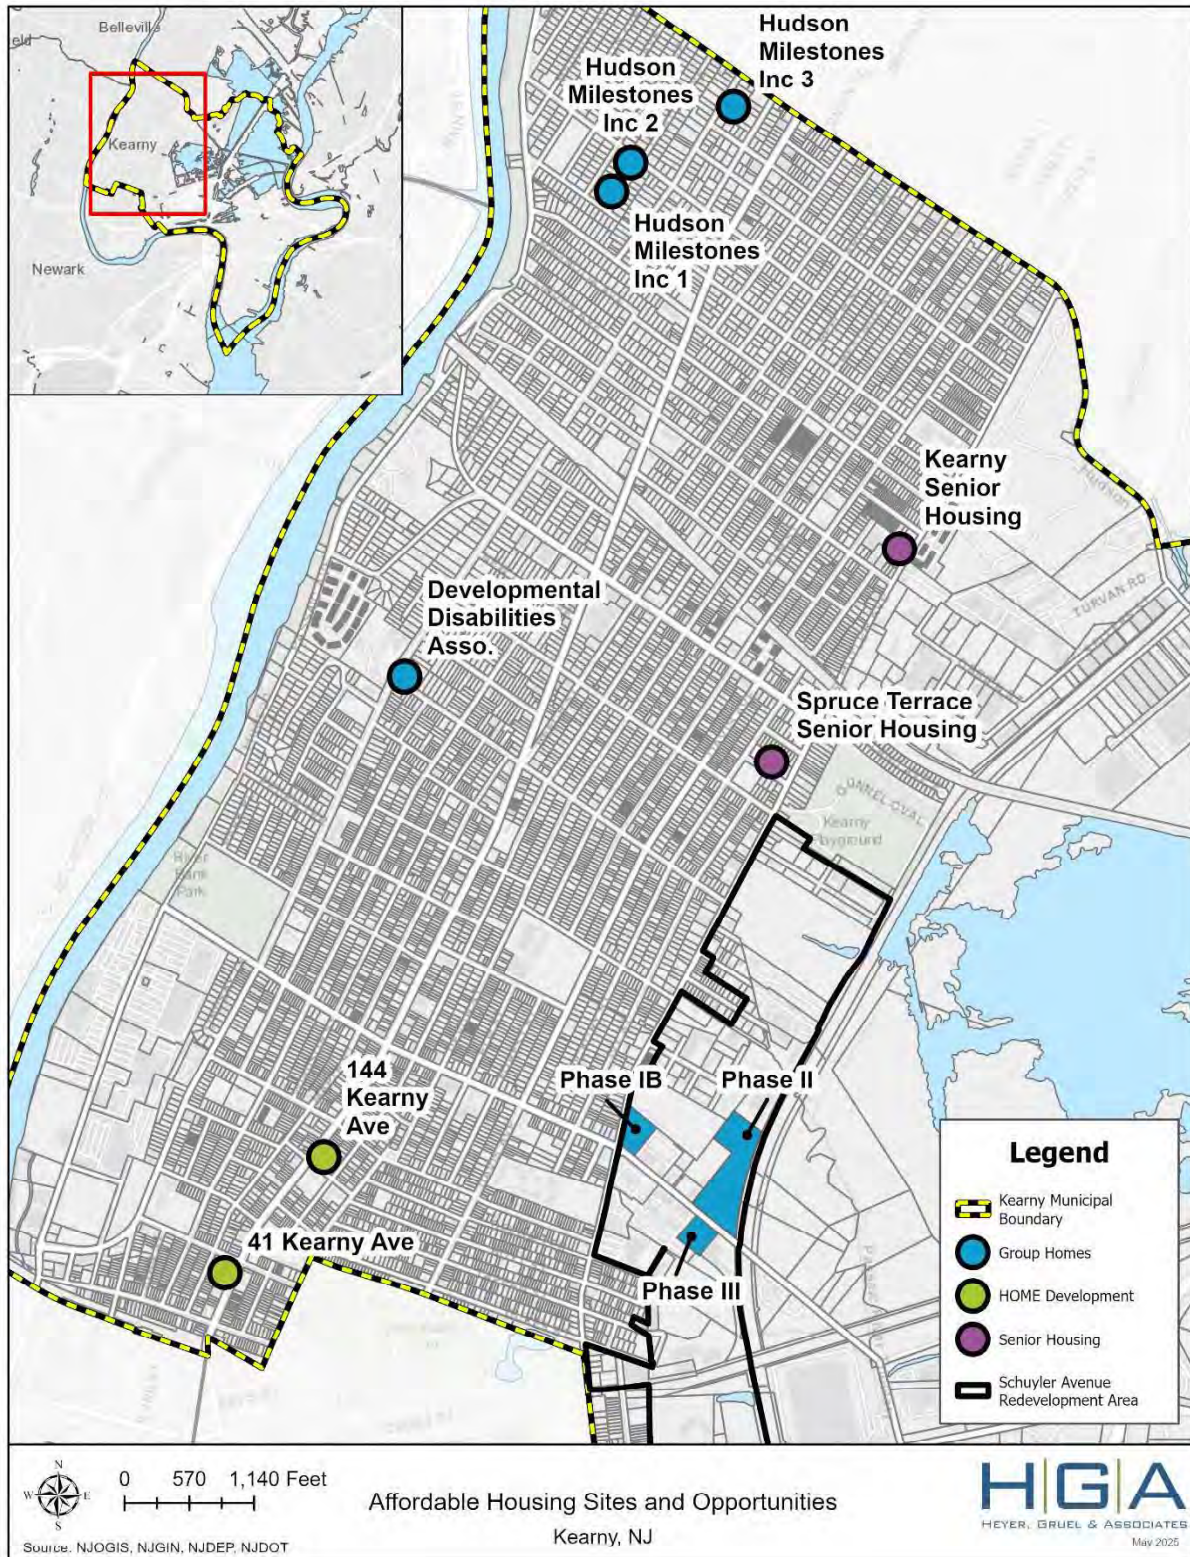 Belleville
Kearny
Newark
Hudson
Milestones
Inc 3
Hudson
Milestones
Inc 2
Hudson
Milestones
Inc 1
Kearny
Senior
Housing
Hudson
TURVAN RD
Developmental
Disabilities
Asso.
Spruce Terrace
Senior Housing
Kearny
Playground
River
Bank
Park
144
Kearny
Ave
Phase IB
Phase II
41 Kearny Ave
Phase III
Legend
Kearny Municipal
Boundary
Group Homes
HOME Development
Senior Housing
Schuyler Avenue
Redevelopment Area
N
W
E
S
0 570 1,140 Feet
Source: NJOGIS, NJGIN, NJDEP, NJDOT
Affordable Housing Sites and Opportunities
Kearny, NJ
H|G|A
HEYER, GRUEL & ASSOCIATES
May 2025